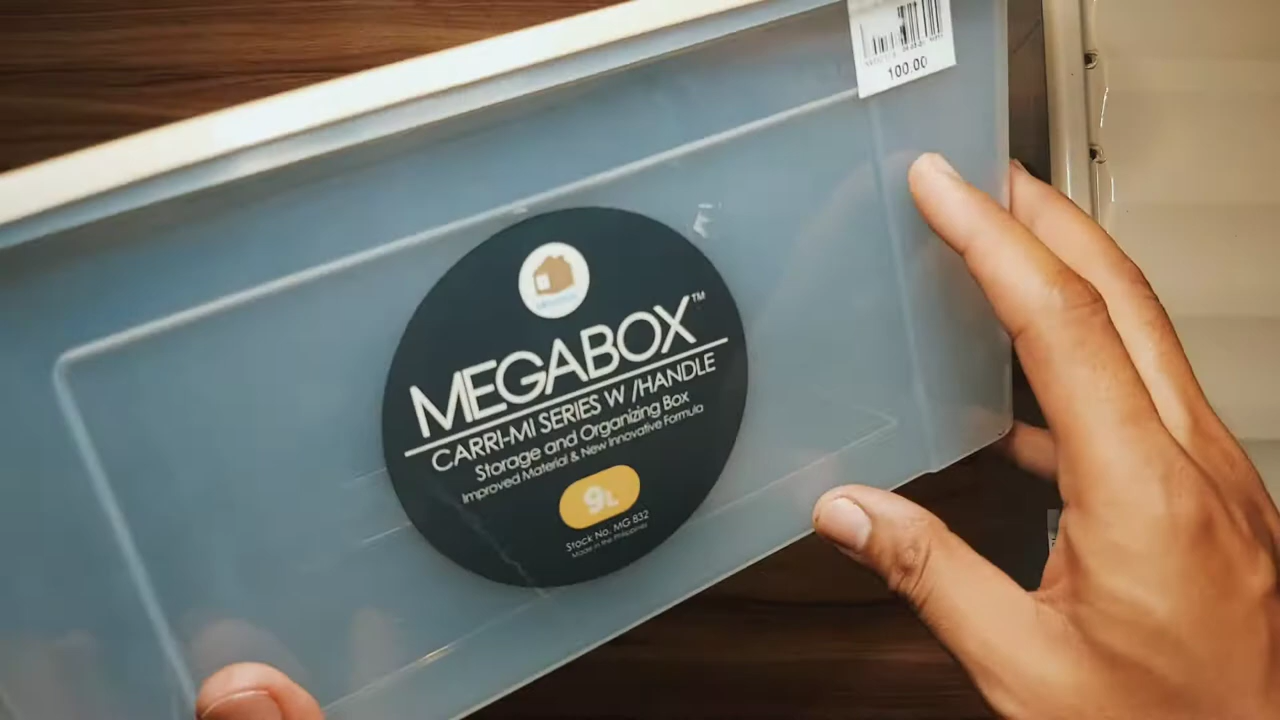 100.00
MEGABOX™
CARRI-MI SERIES W /HANDLE
Storage and Organizing Box
Improved Material & New Innovative Formula
9L
Stock No. MG 832
Made in the Philippines